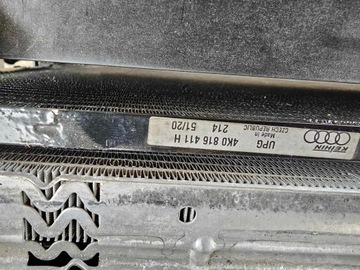 KEIHIN
Made in
CZECH REPUBLIC
UPG
214
51/20
4K0 816 411 H